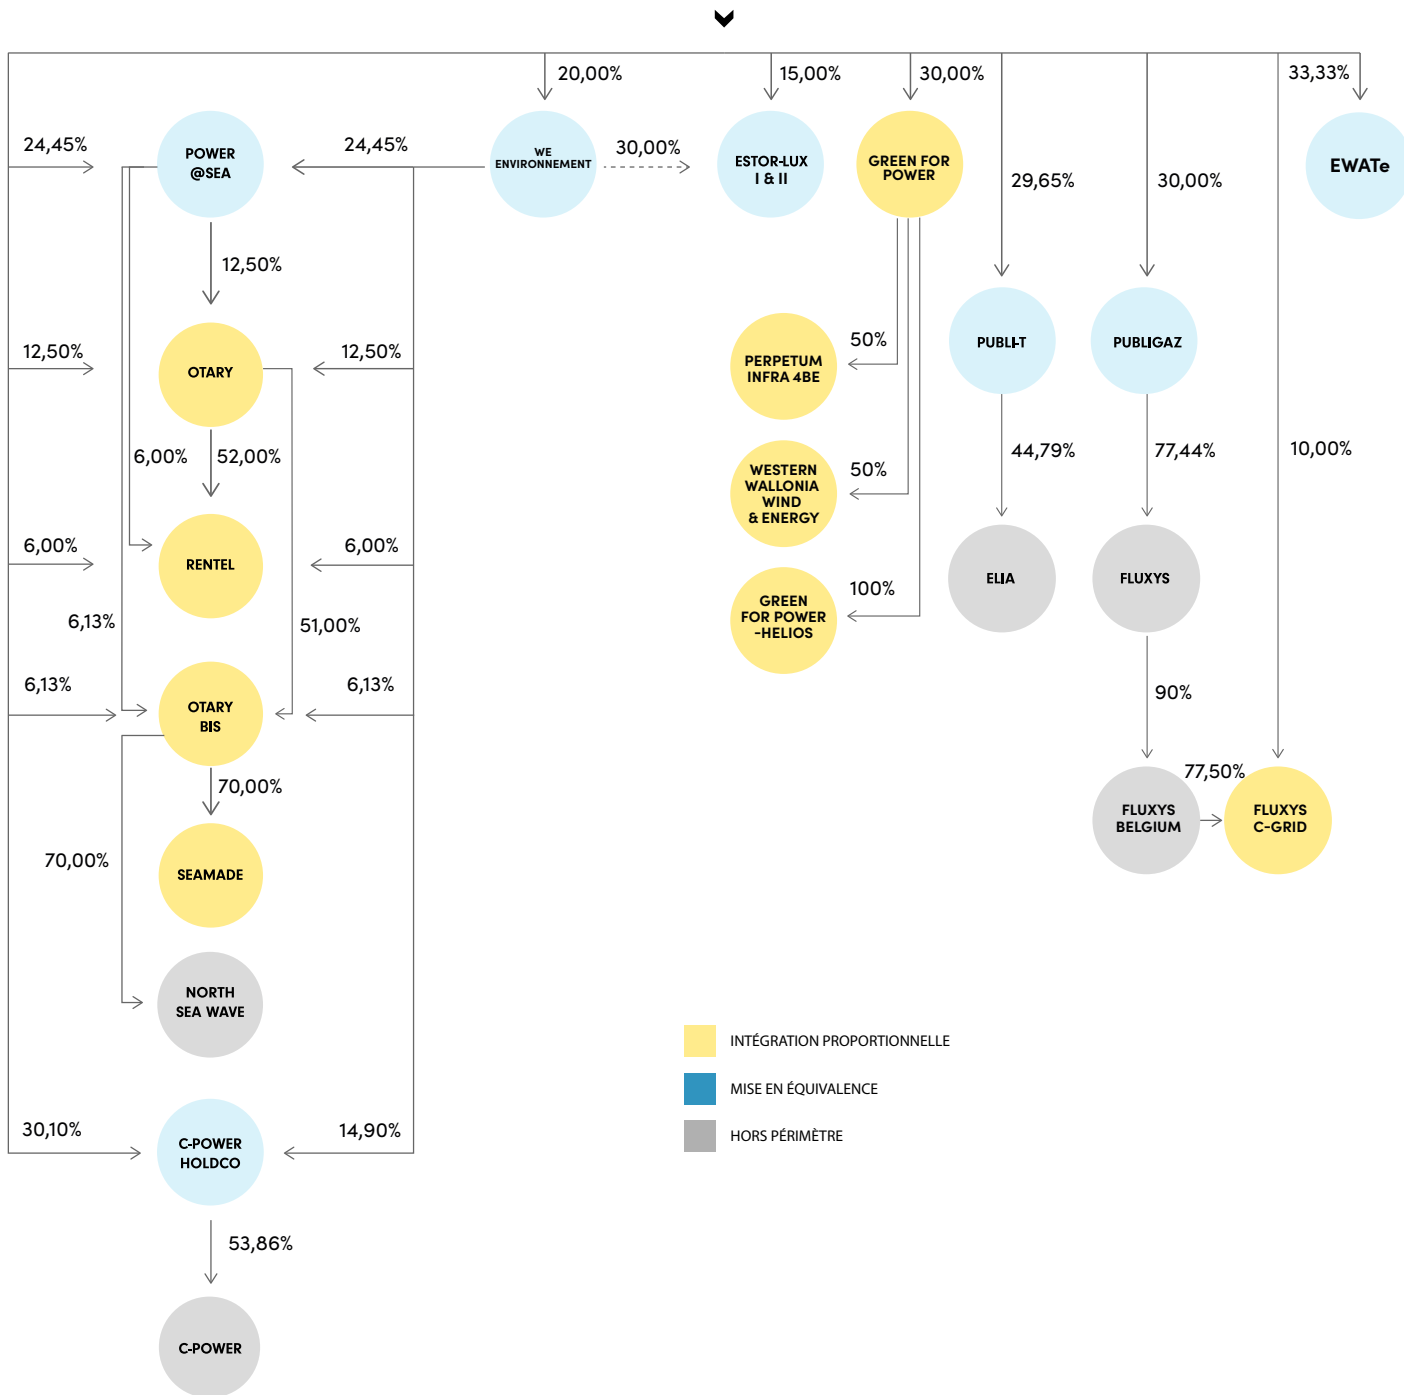 20,00%
15,00%
30,00%
33,33%
24,45%
POWER
@SEA
24,45%
WE
ENVIRONNEMENT
30,00%
ESTOR-LUX
I & II
GREEN FOR
POWER
29,65%
30,00%
EWATe
12,50%
12,50%
OTARY
12,50%
PERPETUM
INFRA 4BE
50%
PUBLI-T
PUBLIGAZ
6,00%
52,00%
WESTERN
WALLONIA
WIND
& ENERGY
50%
44,79%
77,44%
10,00%
6,00%
RENTEL
6,00%
GREEN
FOR POWER
-HELIOS
100%
ELIA
FLUXYS
6,13%
51,00%
6,13%
OTARY
BIS
6,13%
90%
70,00%
77,50%
FLUXYS
BELGIUM
FLUXYS
C-GRID
70,00%
SEAMADE
NORTH
SEA WAVE
INTÉGRATION PROPORTIONNELLE
MISE EN ÉQUIVALENCE
HORS PÉRIMÈTRE
30,10%
C-POWER
HOLDCO
14,90%
53,86%
C-POWER